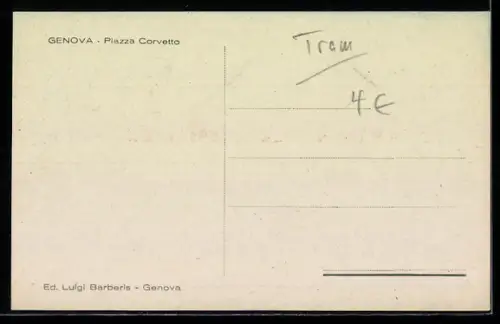 GENOVA - Piazza Corvetto
Tram
4 €
Ed. Luigi Barberis - Genova